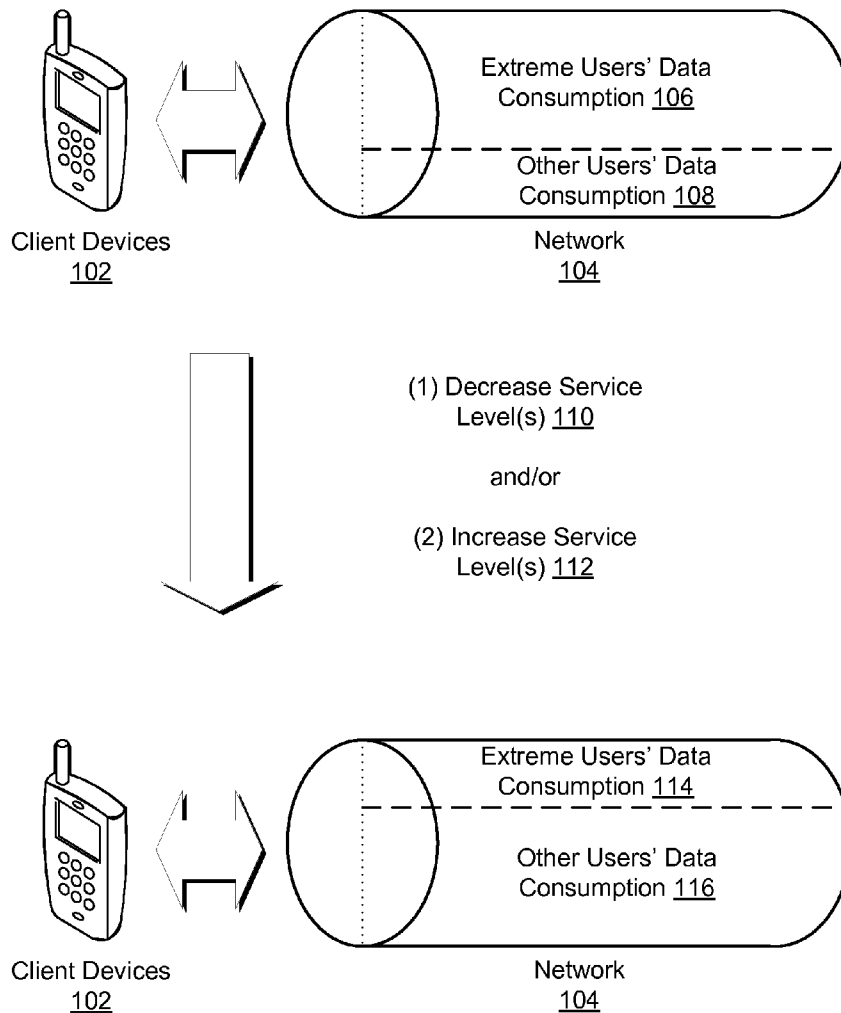 Extreme Users’ Data
Consumption 106
Other Users’ Data
Consumption 108
Client Devices
102
Network
104
(1) Decrease Service
Level(s) 110
and/or
(2) Increase Service
Level(s) 112
Extreme Users’ Data
Consumption 114
Other Users’ Data
Consumption 116
Client Devices
102
Network
104